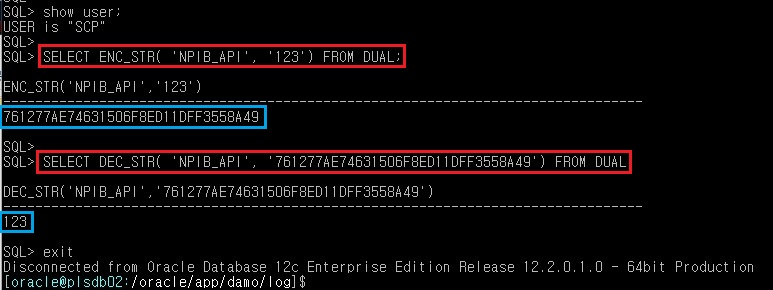 SQL> show user;
USER is "SCP"
SQL>
SQL> SELECT ENC_STR( 'NPIB_API', '123') FROM DUAL;
ENC_STR('NPIB_API','123')
--------------------------------------------------------------------------------
761277AE74631506F8ED11DFF3558A49
SQL>
SQL> SELECT DEC_STR( 'NPIB_API', '761277AE74631506F8ED11DFF3558A49') FROM DUAL
DEC_STR('NPIB_API','761277AE74631506F8ED11DFF3558A49')
--------------------------------------------------------------------------------
123
SQL> exit
Disconnected from Oracle Database 12c Enterprise Edition Release 12.2.0.1.0 - 64bit Production
[oracle@plsdb02:/oracle/app/damo/log]$